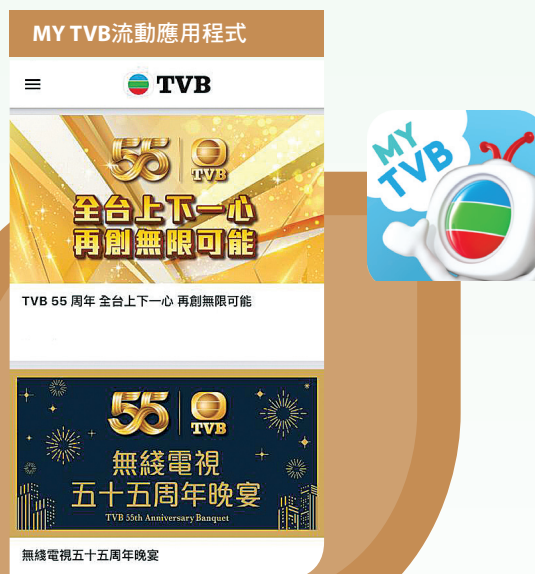 MY TVB流動應用程式
TVB
MY
TVB
55
TVB
全台上下一心
再創無限可能
TVB 55 周年 全台上下一心 再創無限可能
55
TVB
無綫電視
五十五周年晚宴
TVB 55th Anniversary Banquet
無綫電視五十五周年晚宴